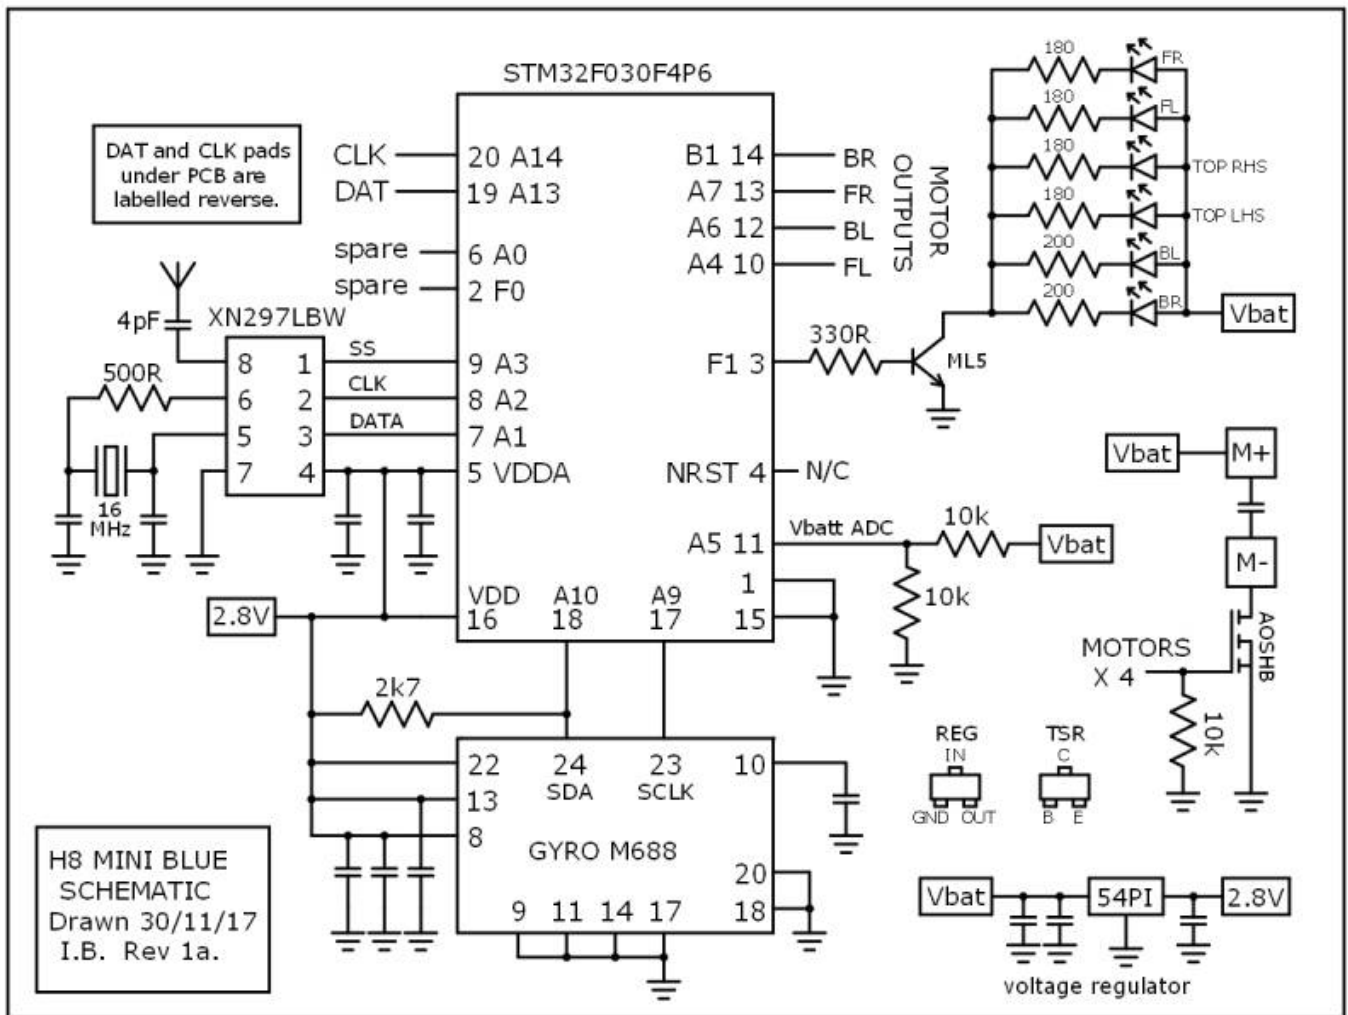 STM32F030F4P6
DAT and CLK pads
under PCB are
labelled reverse.
CLK
20 A14
DAT
19 A13
spare
6 A0
spare
2 F0
B1 14
BR
A7 13
FR
A6 12
BL
A4 10
FL
MOTOR
OUTPUTS
180
FR
180
FL
180
TOP RHS
180
TOP LHS
200
BL
200
BR
Vbat
4pF
XN297LBW
8
1
SS
9 A3
500R
6
2
CLK
8 A2
5
3
DATA
7 A1
7
4
5 VDDA
16
MHz
F1 3
330R
ML5
NRST 4
N/C
A5 11
Vbatt ADC
10k
Vbat
10k
1
15
2.8V
VDD
16
A10
18
A9
17
Vbat
M+
M-
AOSHB
MOTORS
X 4
10k
2k7
22
13
8
24
SDA
23
SCLK
10
GYRO M688
20
18
9
11
14
17
REG
IN
GND
OUT
TSR
C
B
E
H8 MINI BLUE
SCHEMATIC
Drawn 30/11/17
I.B. Rev 1a.
Vbat
54PI
2.8V
voltage regulator